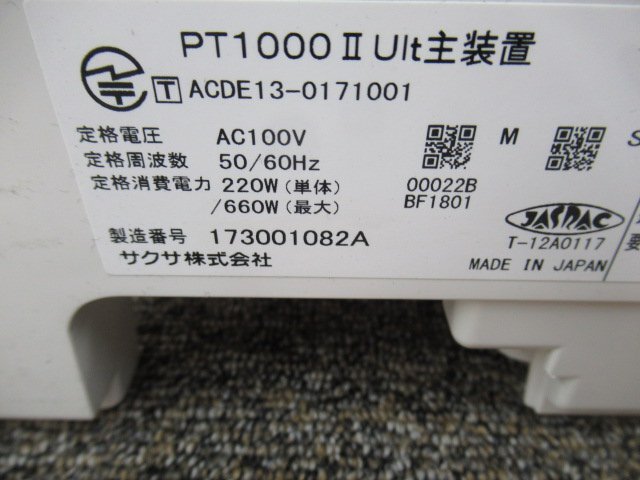 PT1000ⅡUlt主装置
T ACDE13-0171001
定格電圧 AC100V
定格周波数 50/60Hz
定格消費電力 220W(単体)
/660W(最大)
製造番号 173001082A
サクサ株式会社
M
00022B
BF1801
JASRAC
T-12A0117
MADE IN JAPAN
S
要